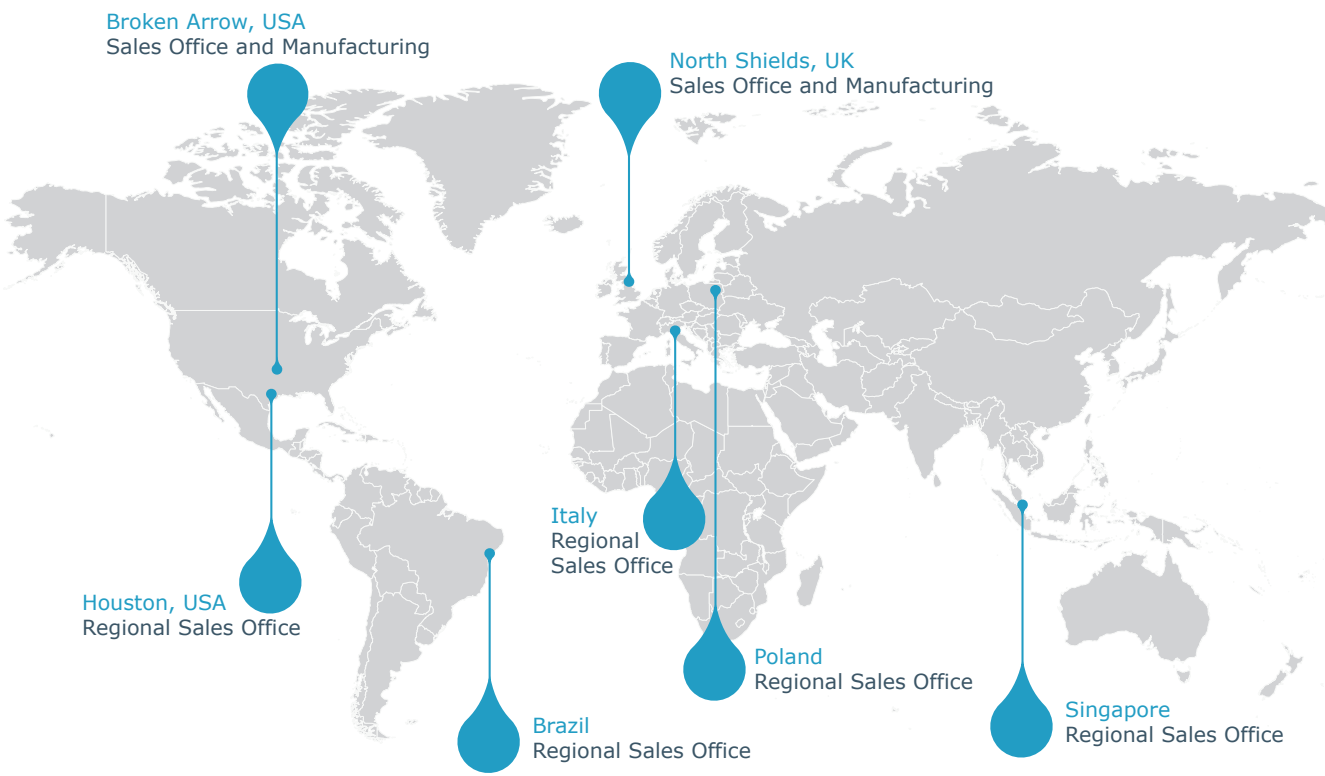 Broken Arrow, USA
Sales Office and Manufacturing
North Shields, UK
Sales Office and Manufacturing
Italy
Regional
Sales Office
Houston, USA
Regional Sales Office
Poland
Regional Sales Office
Brazil
Regional Sales Office
Singapore
Regional Sales Office